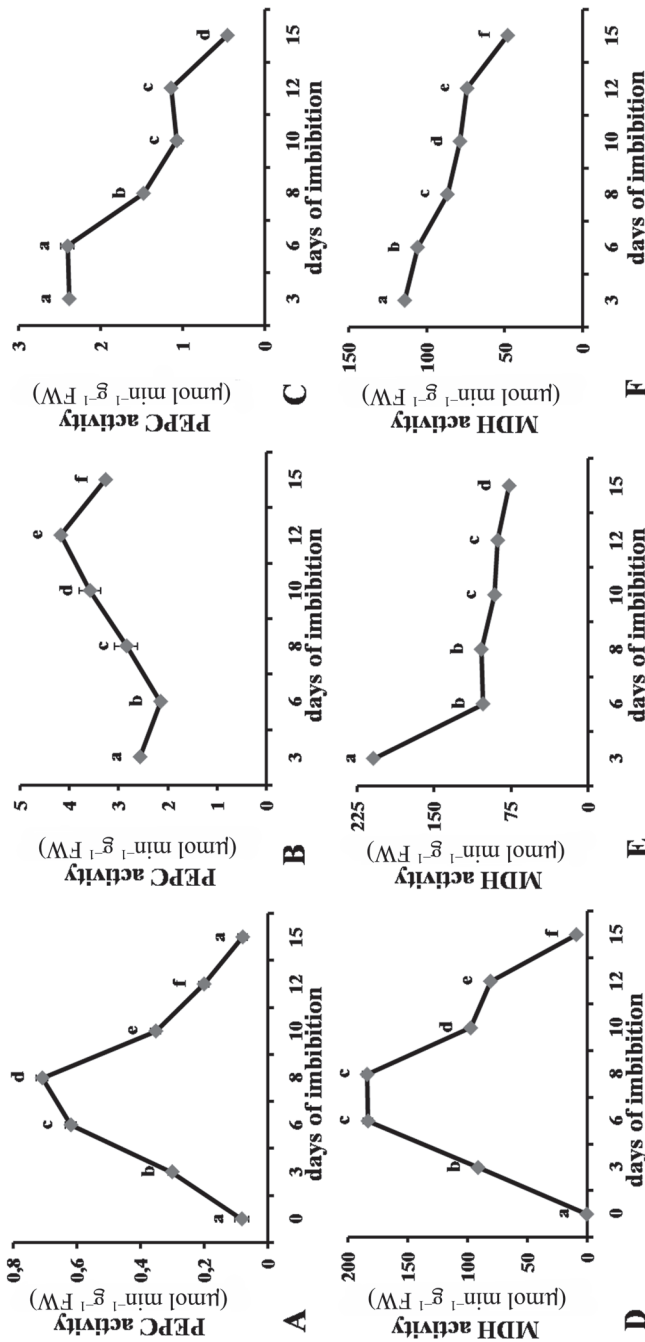 A
PEPC activity
(µmol min⁻¹ g⁻¹ FW)
0,8
0,6
0,4
0,2
0
a b c d e f a
0 3 6 8 10 12 15
days of imbibition
B
PEPC activity
(µmol min⁻¹ g⁻¹ FW)
5
4
3
2
1
0
a b c d e f
3 6 8 10 12 15
days of imbibition
C
PEPC activity
(µmol min⁻¹ g⁻¹ FW)
3
2
1
0
a a b c c d
3 6 8 10 12 15
days of imbibition
D
MDH activity
(µmol min⁻¹ g⁻¹ FW)
200
150
100
50
0
a b c c d e f
0 3 6 8 10 12 15
days of imbibition
E
MDH activity
(µmol min⁻¹ g⁻¹ FW)
225
150
75
0
a b b c c d
3 6 8 10 12 15
days of imbibition
F
MDH activity
(µmol min⁻¹ g⁻¹ FW)
150
100
50
0
a b c d e f
3 6 8 10 12 15
days of imbibition